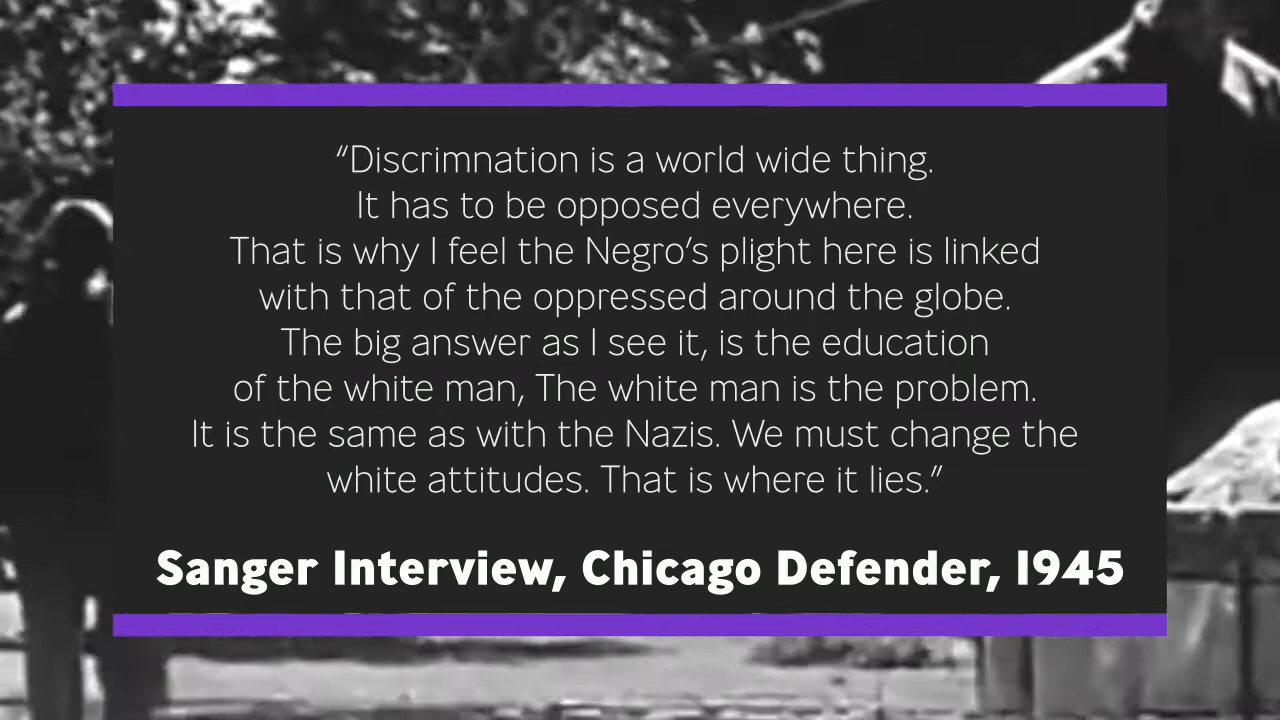 “Discrimnation is a world wide thing.
It has to be opposed everywhere.
That is why I feel the Negro’s plight here is linked
with that of the oppressed around the globe.
The big answer as I see it, is the education
of the white man, The white man is the problem.
It is the same as with the Nazis. We must change the
white attitudes. That is where it lies.”
Sanger Interview, Chicago Defender, 1945